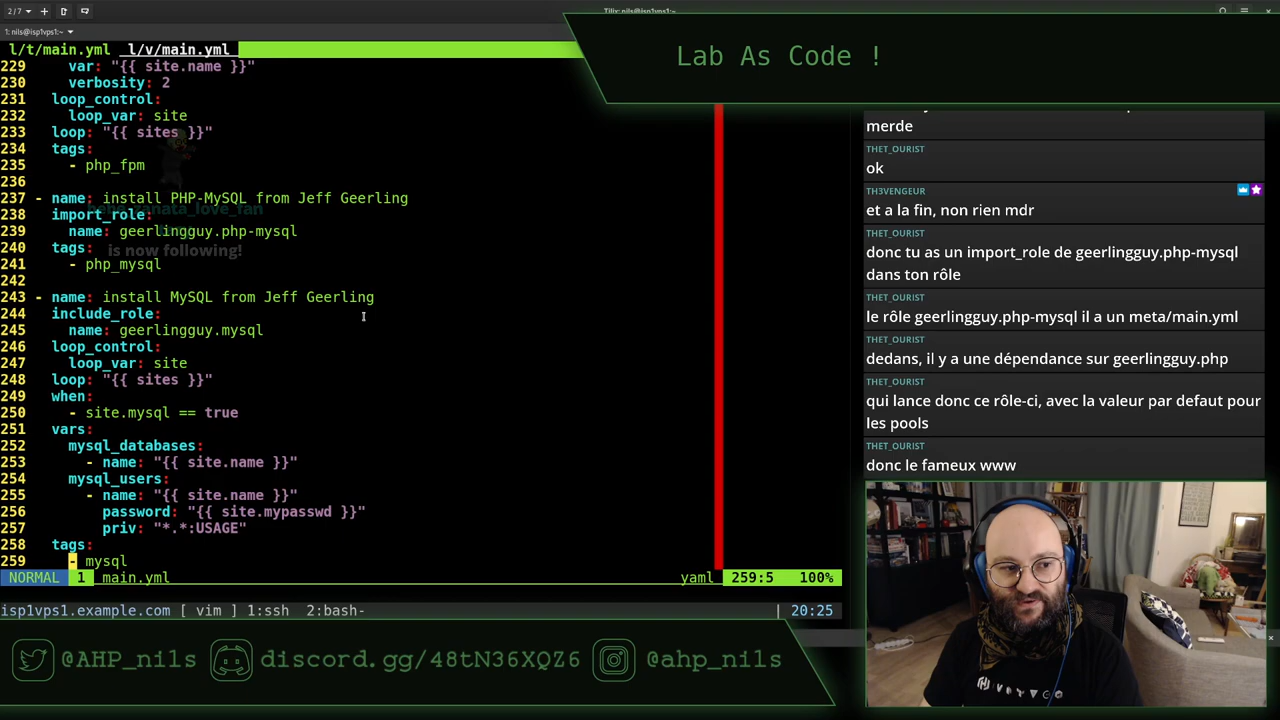 2/7
Tilix: nils@isp1vps1:~
1: nils@isp1vps1:~
l/t/main.yml l/v/main.yml
229 var: "{{ site.name }}"
230 verbosity: 2
231 loop_control:
232 loop_var: site
233 loop: "{{ sites }}"
234 tags:
235 - php_fpm
236
237 - name: install PHP-MySQL from Jeff Geerling
238 import_role:
239 name: geerlingguy.php-mysql
240 tags:
is now following!
241 - php_mysql
242
243 - name: install MySQL from Jeff Geerling
244 include_role:
245 name: geerlingguy.mysql
246 loop_control:
247 loop_var: site
248 loop: "{{ sites }}"
249 when:
250 - site.mysql == true
251 vars:
252 mysql_databases:
253 - name: "{{ site.name }}"
254 mysql_users:
255 - name: "{{ site.name }}"
256 password: "{{ site.mypasswd }}"
257 priv: "*.*:USAGE"
258 tags:
259 - mysql
NORMAL 1 main.yml yaml 259:5 100%
isp1vps1.example.com [ vim ] 1:ssh 2:bash- | 20:25
Lab As Code !
merde
THET_OURIST
ok
TH3VENGEUR
et a la fin, non rien mdr
THET_OURIST
donc tu as un import_role de geerlingguy.php-mysql
dans ton rôle
THET_OURIST
le rôle geerlingguy.php-mysql il a un meta/main.yml
THET_OURIST
dedans, il y a une dépendance sur geerlingguy.php
THET_OURIST
qui lance donc ce rôle-ci, avec la valeur par defaut pour
les pools
THET_OURIST
donc le fameux www
@AHP_nils discord.gg/48tN36XQZ6 @ahp_nils